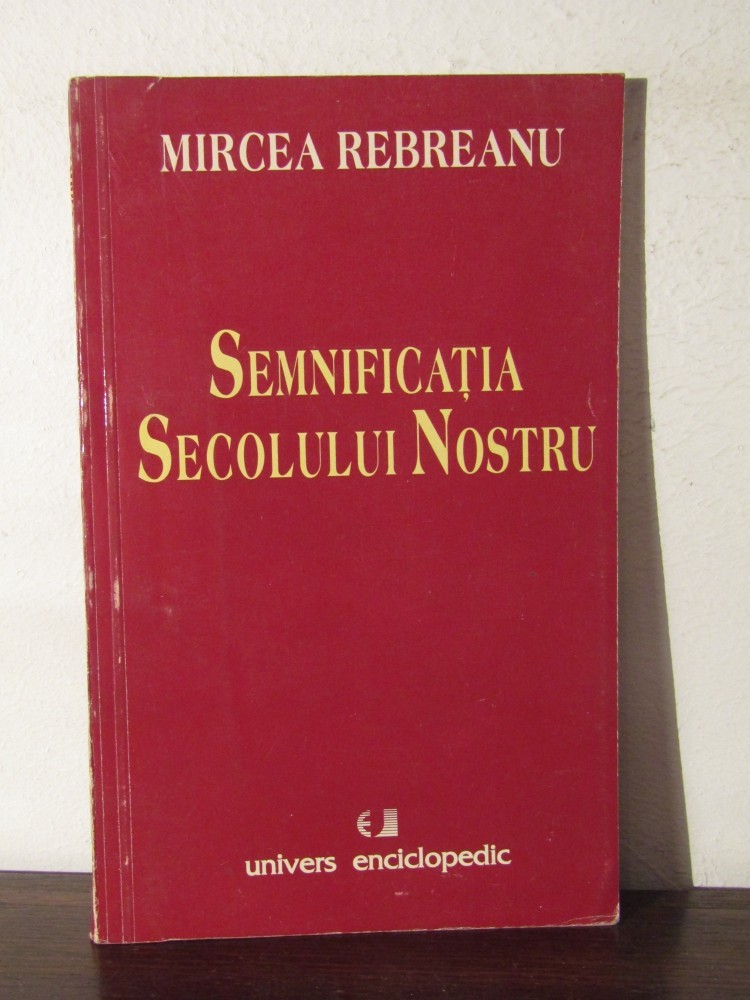 MIRCEA REBREANU
SEMNIFICAȚIA
SECOLULUI NOSTRU
univers enciclopedic